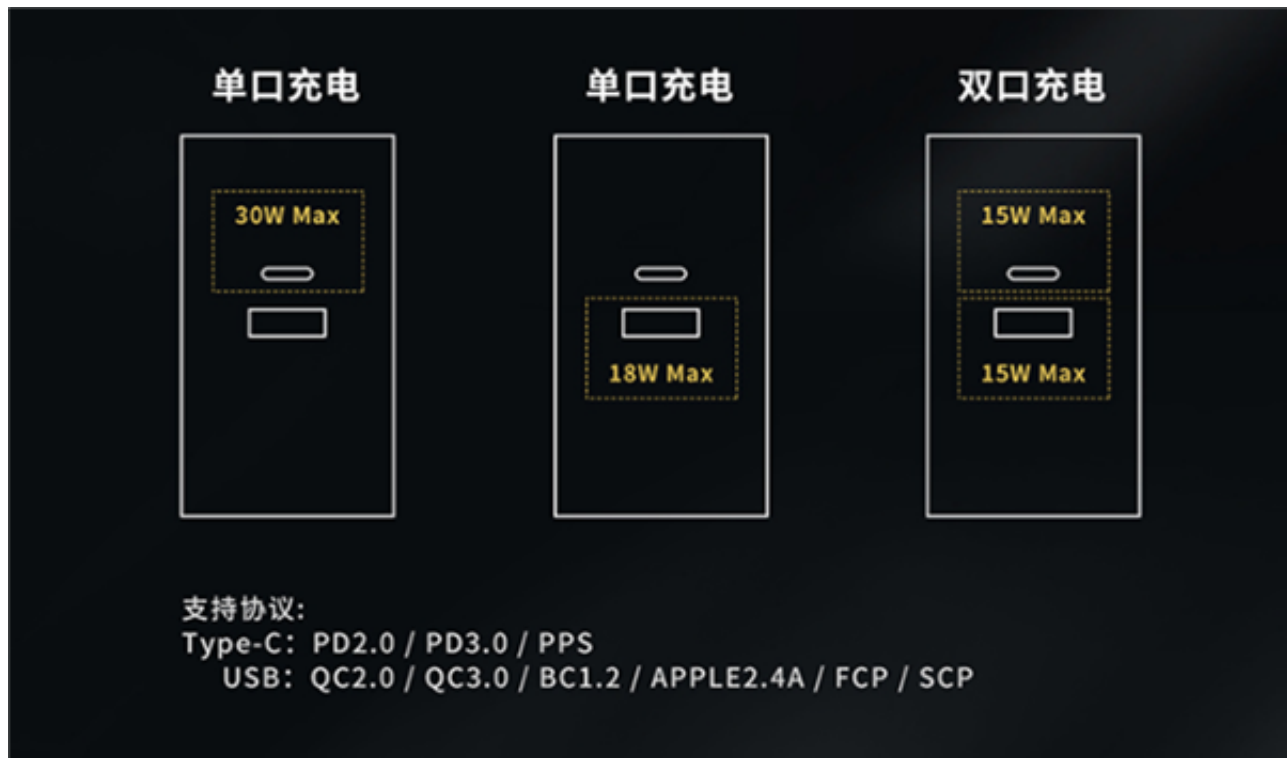 单口充电
单口充电
双口充电
30W Max
18W Max
15W Max
15W Max
支持协议:
Type-C: PD2.0 / PD3.0 / PPS
USB: QC2.0 / QC3.0 / BC1.2 / APPLE2.4A / FCP / SCP